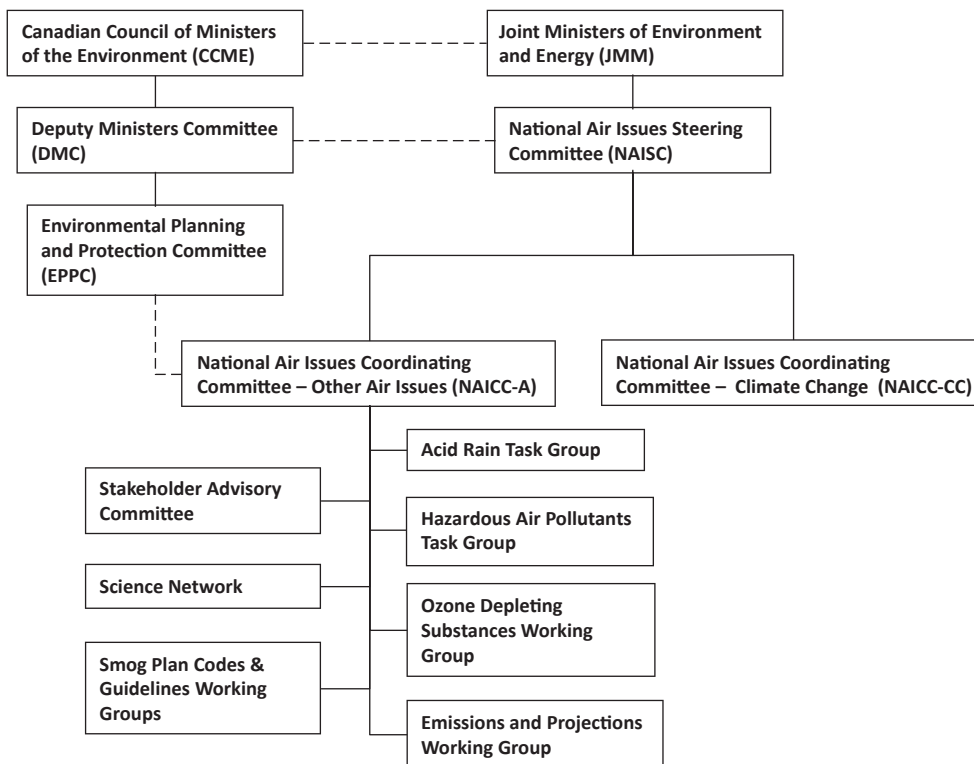 Canadian Council of Ministers
of the Environment (CCME)
Joint Ministers of Environment
and Energy (JMM)
Deputy Ministers Committee
(DMC)
National Air Issues Steering
Committee (NAISC)
Environmental Planning
and Protection Committee
(EPPC)
National Air Issues Coordinating
Committee – Other Air Issues (NAICC-A)
National Air Issues Coordinating
Committee – Climate Change (NAICC-CC)
Acid Rain Task Group
Stakeholder Advisory
Committee
Hazardous Air Pollutants
Task Group
Science Network
Ozone Depleting
Substances Working
Group
Smog Plan Codes &
Guidelines Working
Groups
Emissions and Projections
Working Group